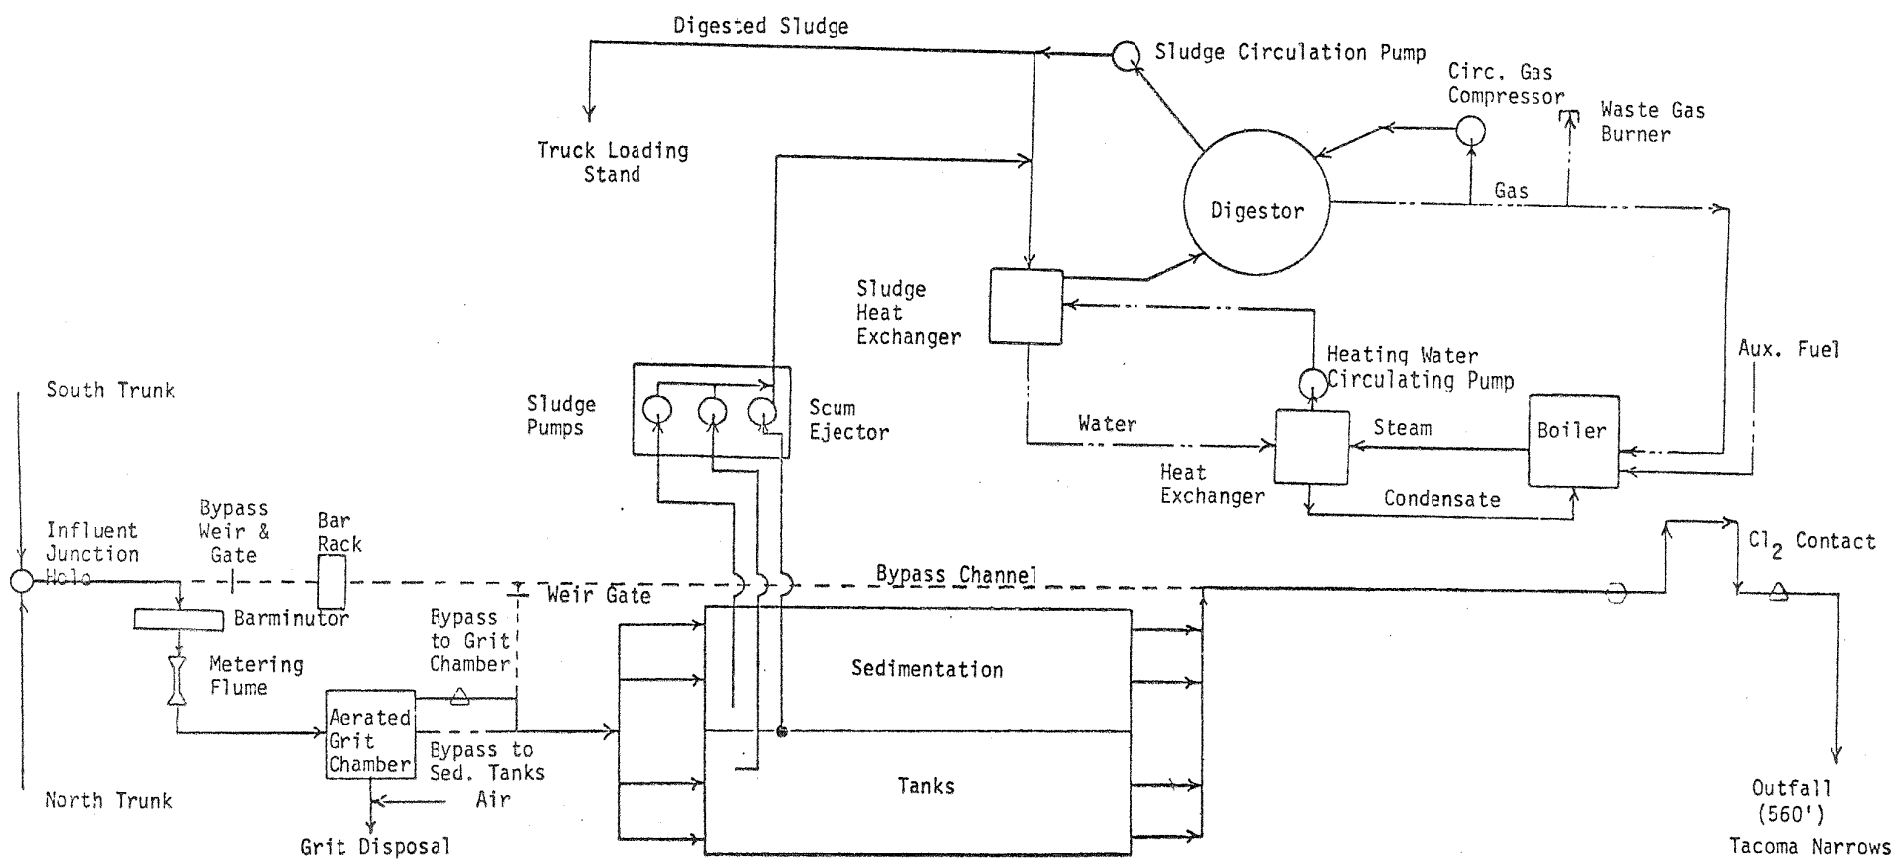 Digested Sludge
Sludge Circulation Pump
Circ. Gas
Compressor
Waste Gas
Burner
Truck Loading
Stand
Gas
Digestor
Sludge
Heat
Exchanger
Aux. Fuel
Heating Water
Circulating Pump
South Trunk
Sludge
Pumps
Scum
Ejector
Water
Steam
Boiler
Heat
Exchanger
Condensate
Bypass
Weir &
Gate
Bar
Rack
Influent
Junction
Hole
Cl2 Contact
Bypass Channel
Weir Gate
Barminutor
Bypass
to Grit
Chamber
Metering
Flume
Sedimentation
Aerated
Grit
Chamber
Bypass to
Sed. Tanks
Tanks
North Trunk
Air
Grit Disposal
Outfall
(560')
Tacoma Narrows